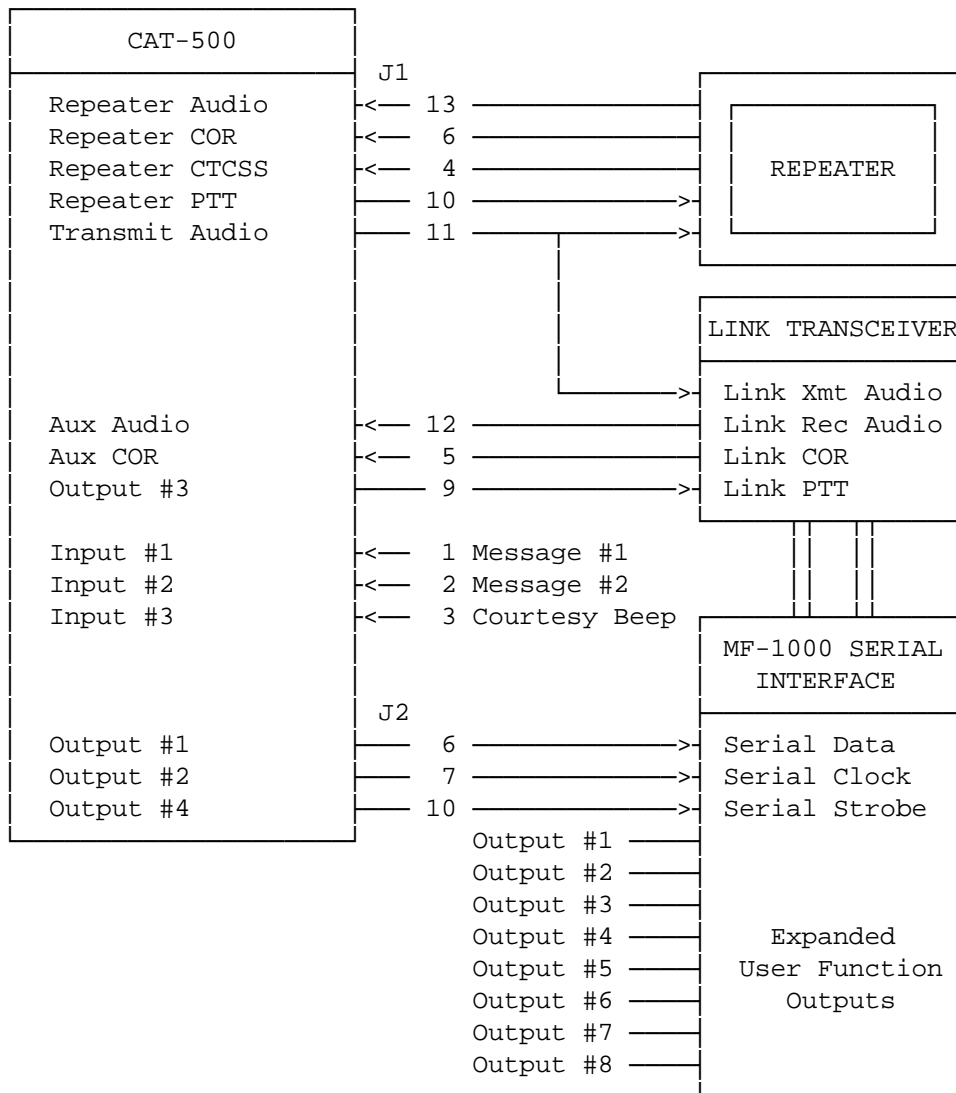 CAT-500
J1
Repeater Audio 13
Repeater COR 6
Repeater CTCSS 4 REPEATER
Repeater PTT 10
Transmit Audio 11
LINK TRANSCEIVER
Link Xmt Audio
Aux Audio 12 Link Rec Audio
Aux COR 5 Link COR
Output #3 9 Link PTT
Input #1 1 Message #1
Input #2 2 Message #2
Input #3 3 Courtesy Beep
MF-1000 SERIAL
INTERFACE
J2
Output #1 6 Serial Data
Output #2 7 Serial Clock
Output #4 10 Serial Strobe
Output #1
Output #2
Output #3
Output #4 Expanded
Output #5 User Function
Output #6 Outputs
Output #7
Output #8